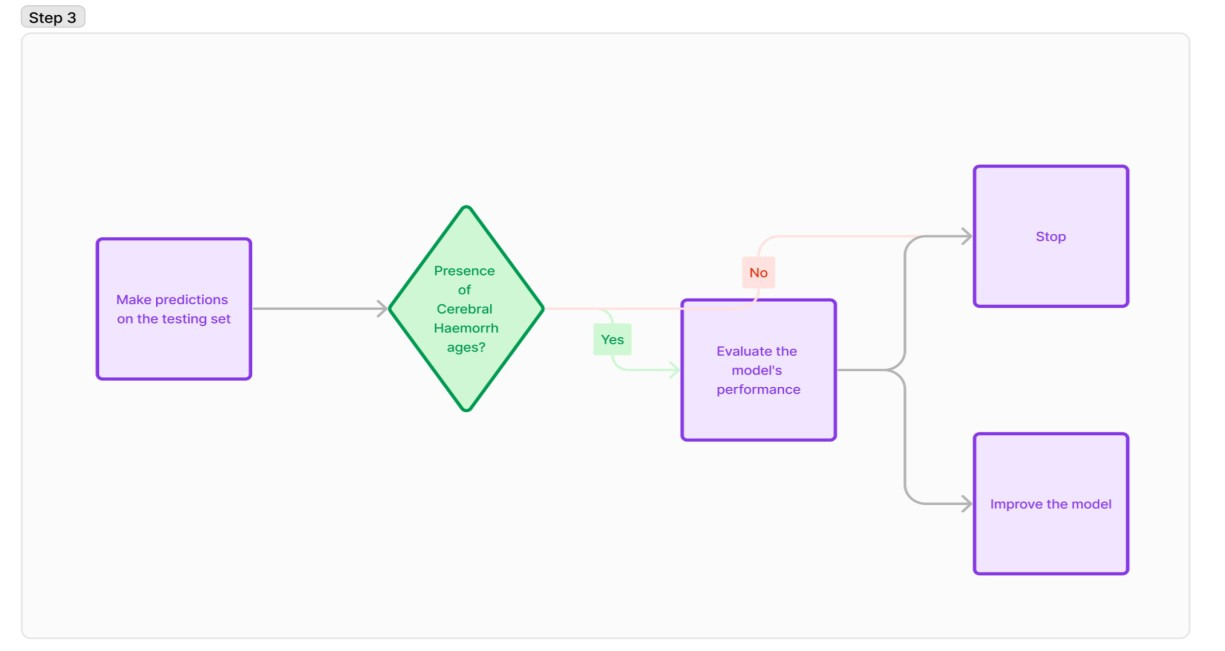 Step 3
Make predictions
on the testing set
Presence
of
Cerebral
Haemorrh
ages?
No
Yes
Evaluate the
model's
performance
Stop
Improve the model